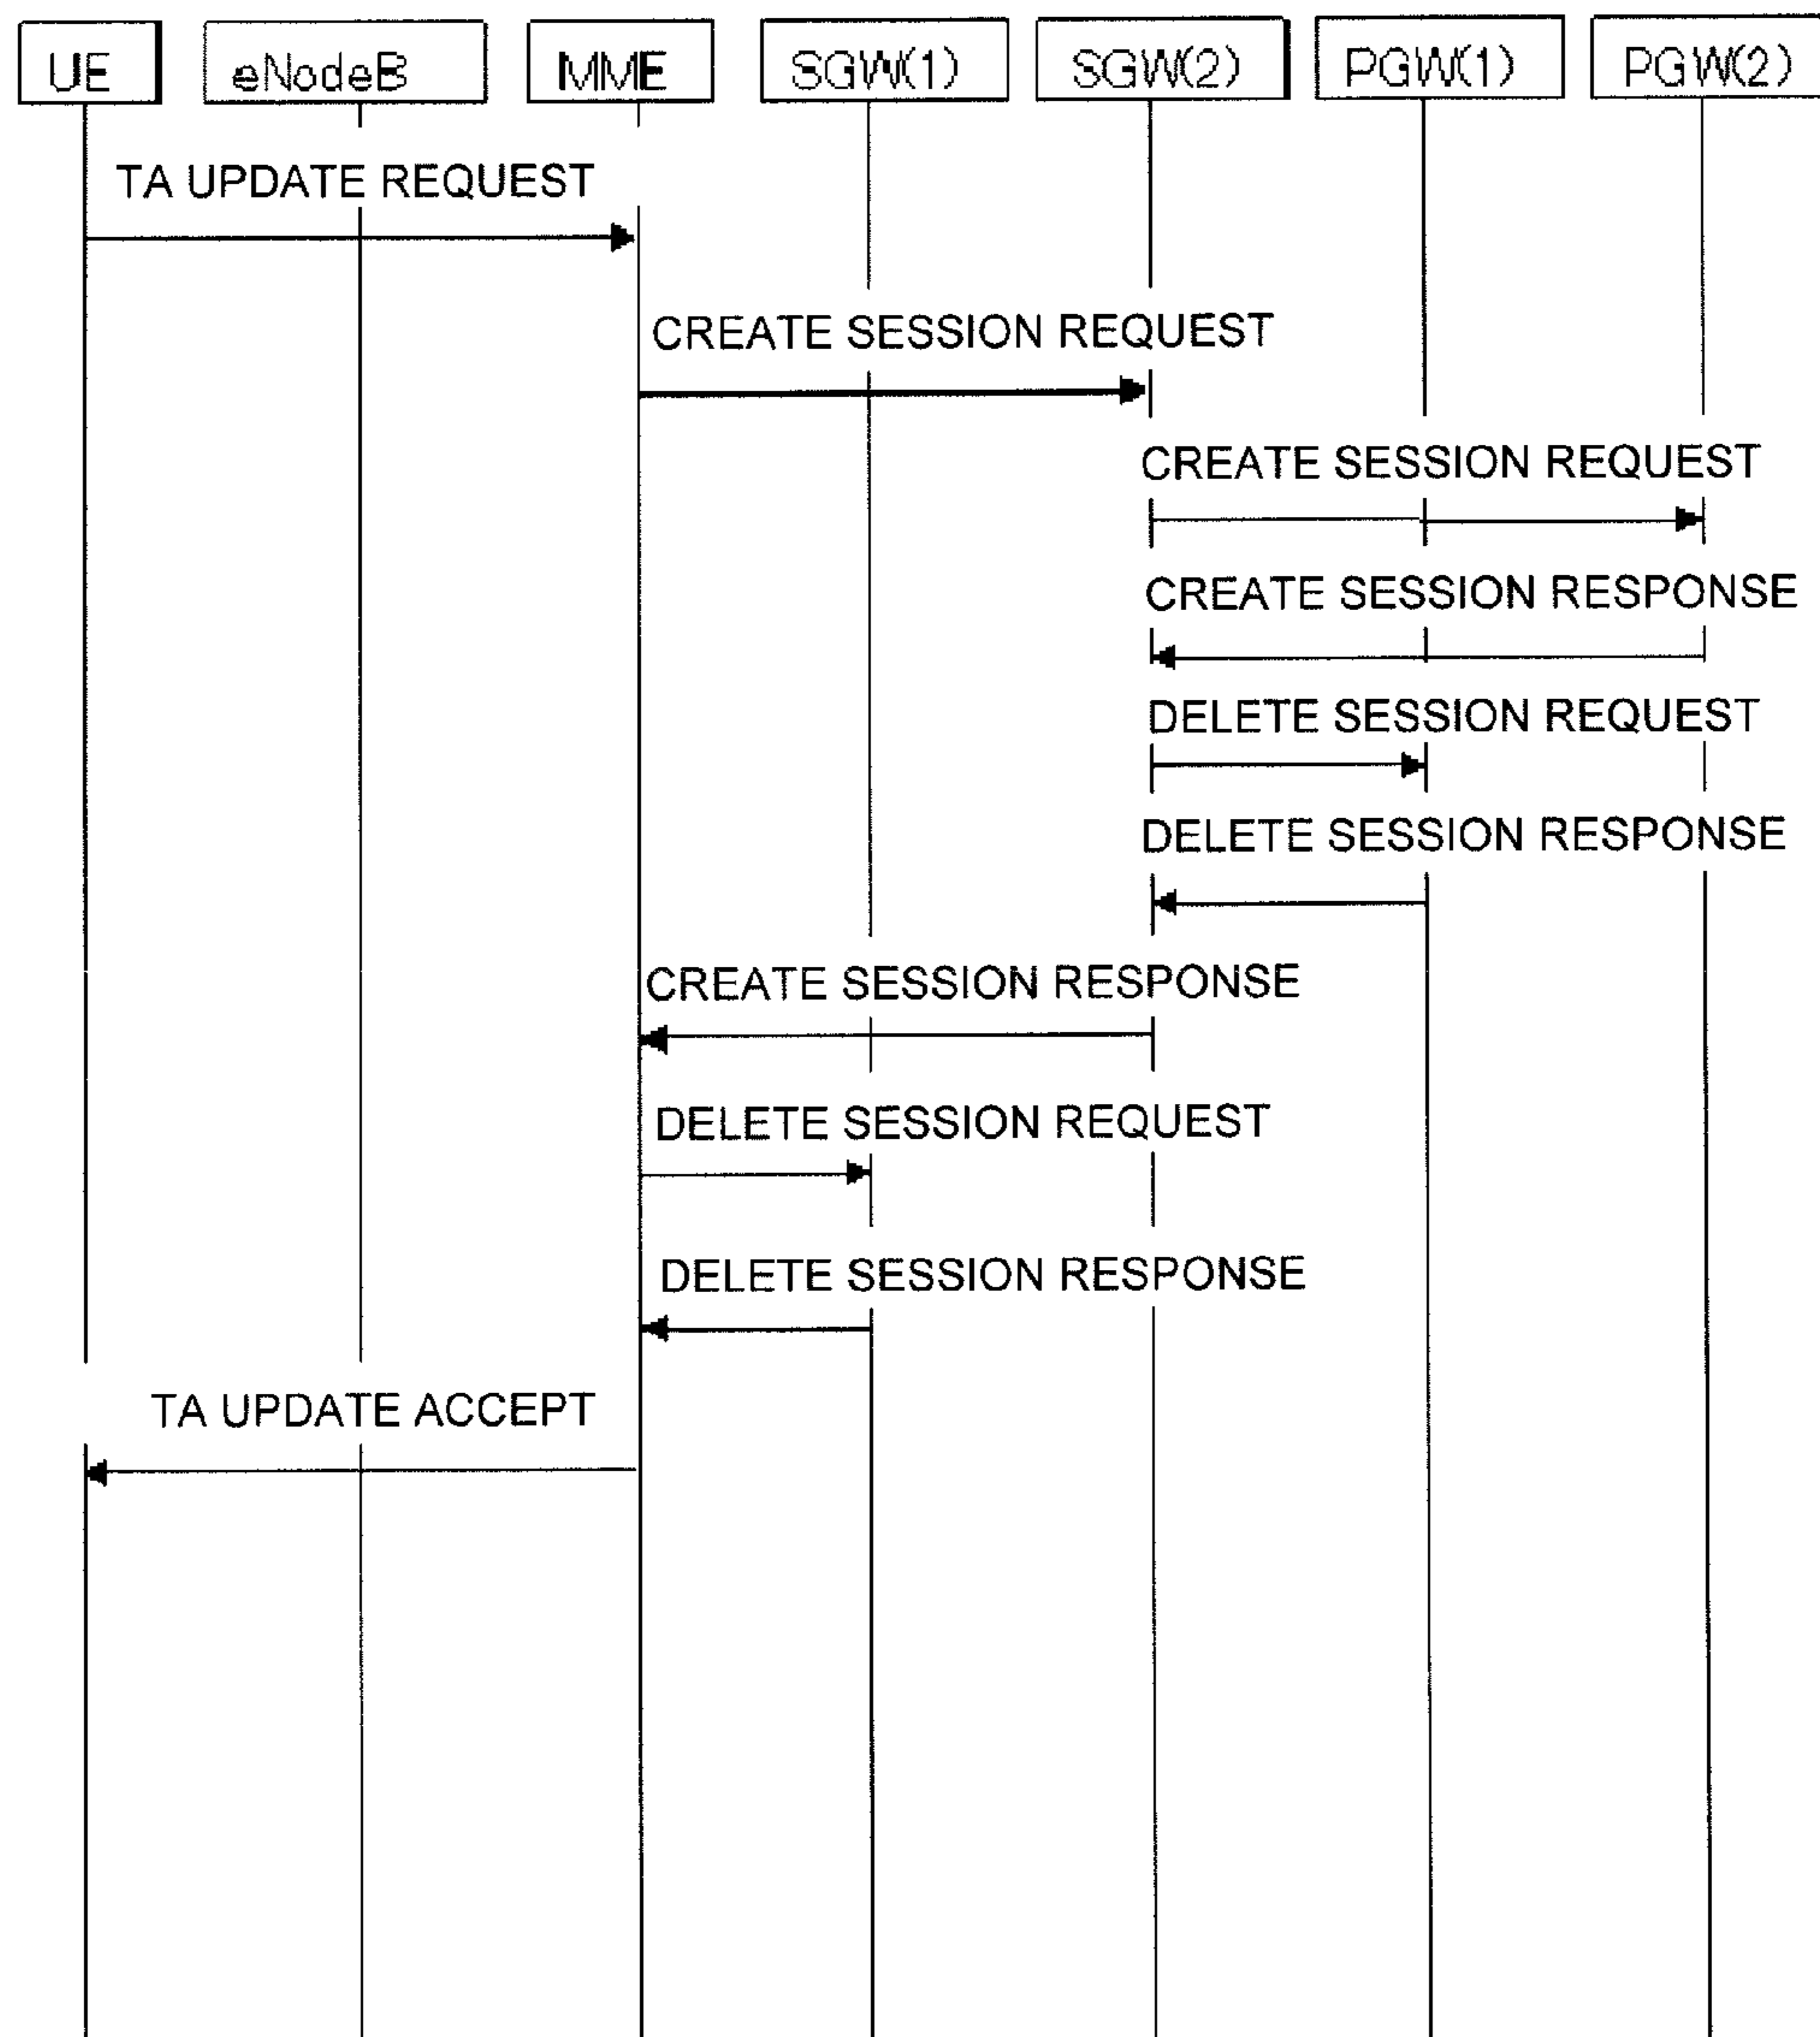 UE eNodeB MME SGW(1) SGW(2) PGW(1) PGW(2)
TA UPDATE REQUEST
CREATE SESSION REQUEST
CREATE SESSION REQUEST
CREATE SESSION RESPONSE
DELETE SESSION REQUEST
DELETE SESSION RESPONSE
CREATE SESSION RESPONSE
DELETE SESSION REQUEST
DELETE SESSION RESPONSE
TA UPDATE ACCEPT